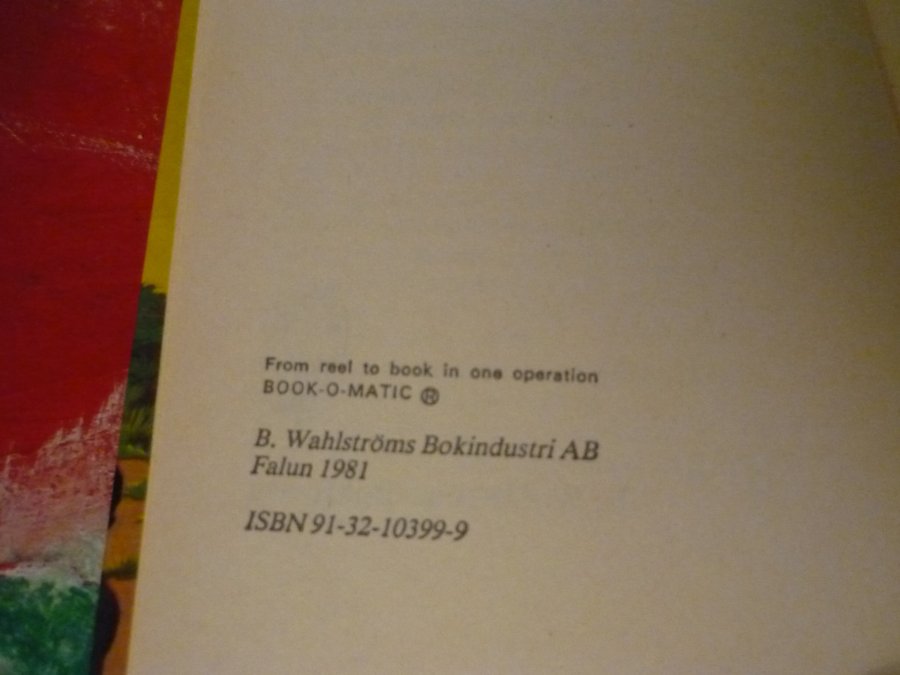 From reel to book in one operation
BOOK-O-MATIC ®
B. Wahlströms Bokindustri AB
Falun 1981
ISBN 91-32-10399-9